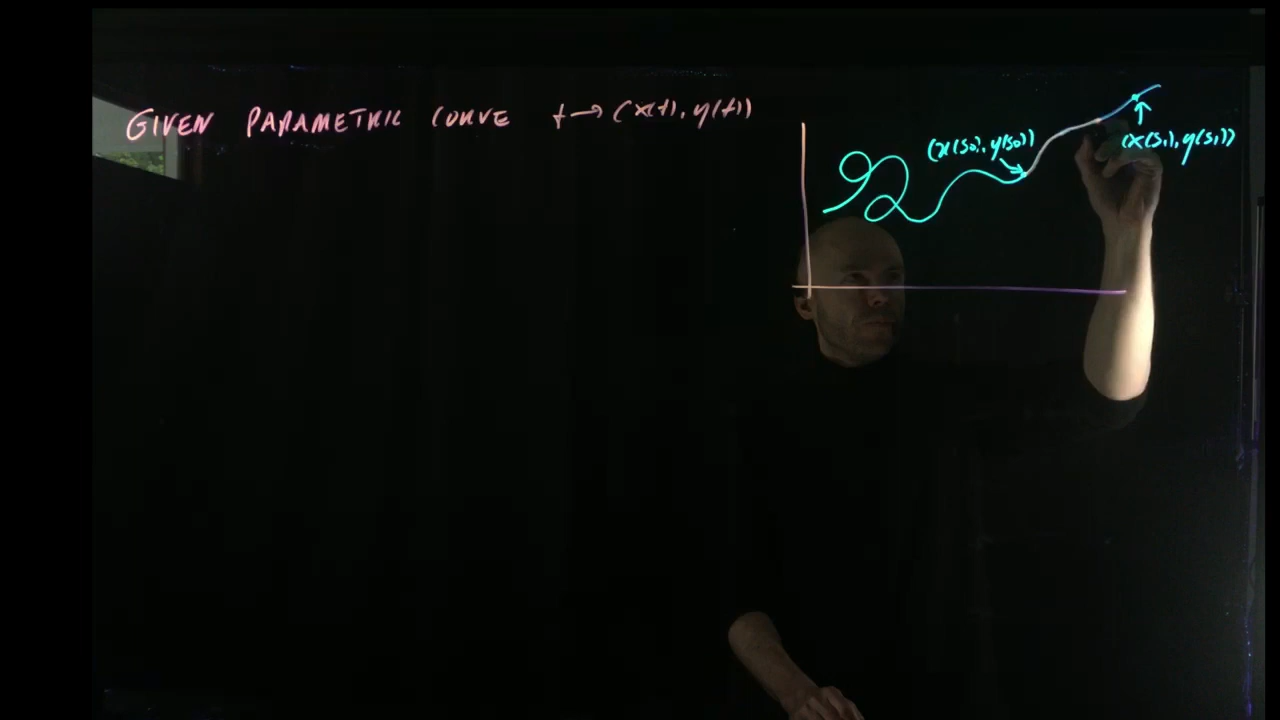 GIVEN PARAMETRIC CURVE t → (x(t), y(t))
(x(s₀), y(s₀))
(x(s₁), y(s₁))